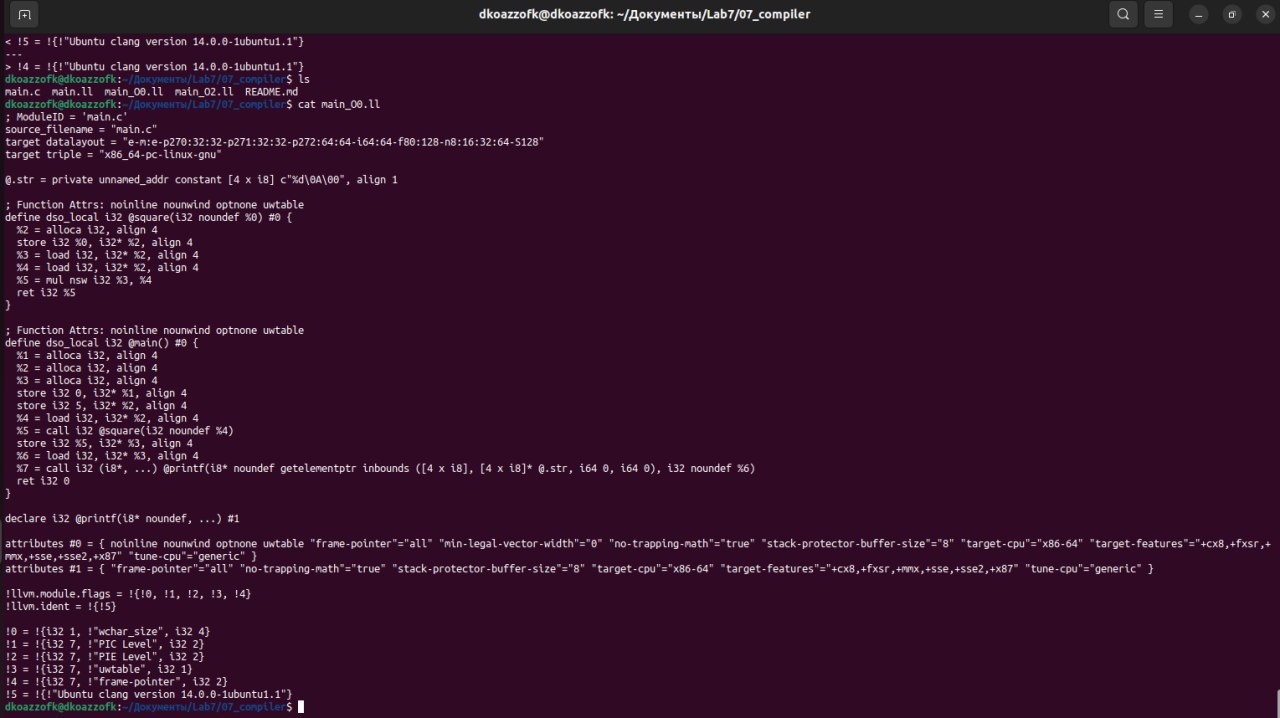 dkoazzofk@dkoazzofk: ~/Документы/Lab7/07_compiler
< !5 = !{!"Ubuntu clang version 14.0.0-1ubuntu1.1"}
---
> !4 = !{!"Ubuntu clang version 14.0.0-1ubuntu1.1"}
dkoazzofk@dkoazzofk:~/Документы/Lab7/07_compiler$ ls
main.c  main.ll  main_O0.ll  main_O2.ll  README.md
dkoazzofk@dkoazzofk:~/Документы/Lab7/07_compiler$ cat main_O0.ll
; ModuleID = 'main.c'
source_filename = "main.c"
target datalayout = "e-m:e-p270:32:32-p271:32:32-p272:64:64-i64:64-f80:128-n8:16:32:64-S128"
target triple = "x86_64-pc-linux-gnu"

@.str = private unnamed_addr constant [4 x i8] c"%d\0A\00", align 1

; Function Attrs: noinline nounwind optnone uwtable
define dso_local i32 @square(i32 noundef %0) #0 {
  %2 = alloca i32, align 4
  store i32 %0, i32* %2, align 4
  %3 = load i32, i32* %2, align 4
  %4 = load i32, i32* %2, align 4
  %5 = mul nsw i32 %3, %4
  ret i32 %5
}

; Function Attrs: noinline nounwind optnone uwtable
define dso_local i32 @main() #0 {
  %1 = alloca i32, align 4
  %2 = alloca i32, align 4
  %3 = alloca i32, align 4
  store i32 0, i32* %1, align 4
  store i32 5, i32* %2, align 4
  %4 = load i32, i32* %2, align 4
  %5 = call i32 @square(i32 noundef %4)
  store i32 %5, i32* %3, align 4
  %6 = load i32, i32* %3, align 4
  %7 = call i32 (i8*, ...) @printf(i8* noundef getelementptr inbounds ([4 x i8], [4 x i8]* @.str, i64 0, i64 0), i32 noundef %6)
  ret i32 0
}

declare i32 @printf(i8* noundef, ...) #1

attributes #0 = { noinline nounwind optnone uwtable "frame-pointer"="all" "min-legal-vector-width"="0" "no-trapping-math"="true" "stack-protector-buffer-size"="8" "target-cpu"="x86-64" "target-features"="+cx8,+fxsr,+
mmx,+sse,+sse2,+x87" "tune-cpu"="generic" }
attributes #1 = { "frame-pointer"="all" "no-trapping-math"="true" "stack-protector-buffer-size"="8" "target-cpu"="x86-64" "target-features"="+cx8,+fxsr,+mmx,+sse,+sse2,+x87" "tune-cpu"="generic" }

!llvm.module.flags = !{!0, !1, !2, !3, !4}
!llvm.ident = !{!5}

!0 = !{i32 1, !"wchar_size", i32 4}
!1 = !{i32 7, !"PIC Level", i32 2}
!2 = !{i32 7, !"PIE Level", i32 2}
!3 = !{i32 7, !"uwtable", i32 1}
!4 = !{i32 7, !"frame-pointer", i32 2}
!5 = !{!"Ubuntu clang version 14.0.0-1ubuntu1.1"}
dkoazzofk@dkoazzofk:~/Документы/Lab7/07_compiler$